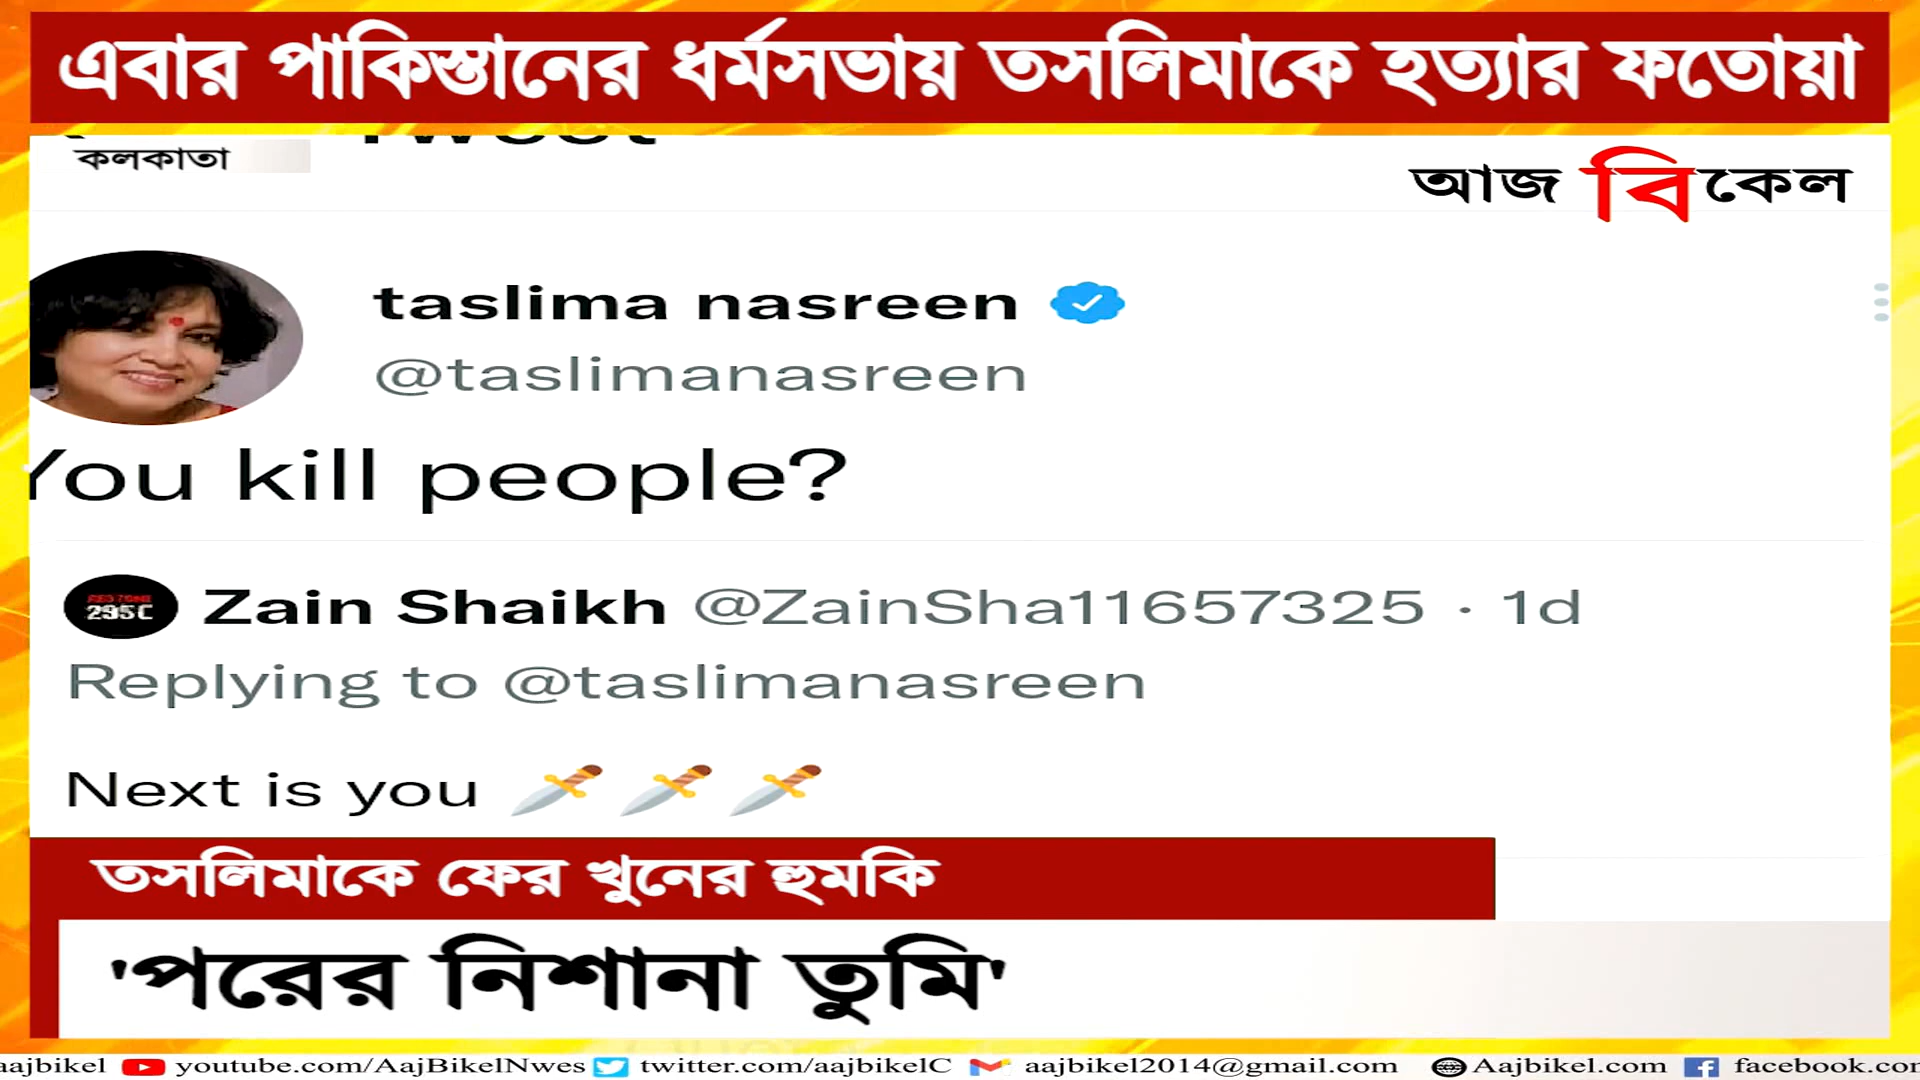 এবার পাকিস্তানের ধর্মসভায় তসলিমাকে হত্যার ফতোয়া
কলকাতা
আজ বিকেল
taslima nasreen
@taslimanasreen
You kill people?
295C
Zain Shaikh @ZainSha11657325 · 1d
Replying to @taslimanasreen
Next is you 🗡️🗡️🗡️
তসলিমাকে ফের খুনের হুমকি
'পরের নিশানা তুমি'
aajbikel youtube.com/AajBikelNwes twitter.com/aajbikelC aajbikel2014@gmail.com Aajbikel.com facebook.com